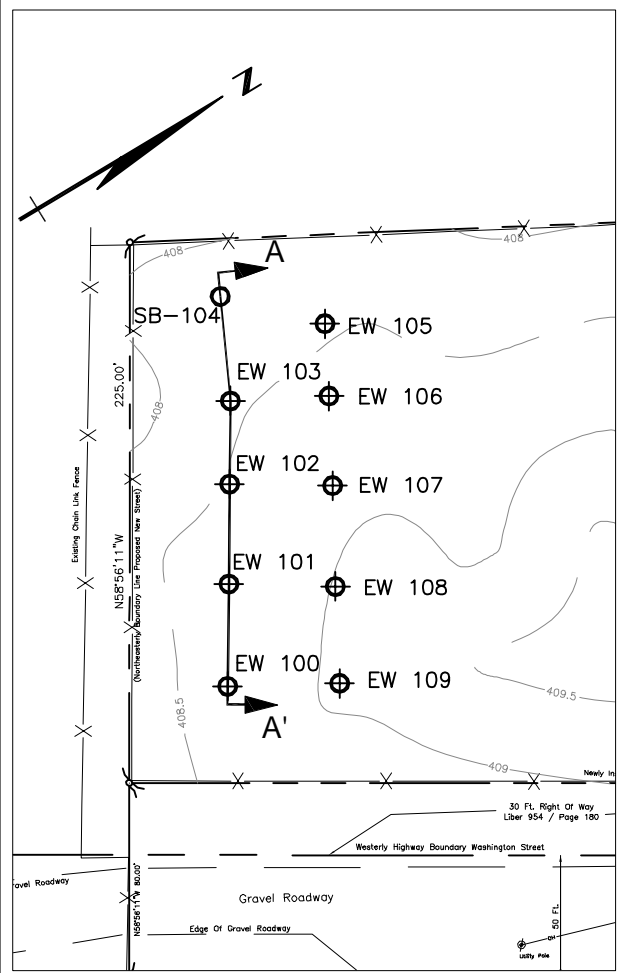 N
408
408
A
SB-104
EW 105
EW 103
EW 106
225.00'
408
EW 102
EW 107
Existing Chain Link Fence
N58°56'11"W
(Northeasterly Boundary Line Proposed New Street)
EW 101
EW 108
EW 100
EW 109
409.5
408.5
A'
409
Newly In
30 Ft. Right Of Way
Liber 954 / Page 180
Westerly Highway Boundary Washington Street
avel Roadway
N58°56'11"W 80.00'
Gravel Roadway
Edge Of Gravel Roadway
50 Ft.
OH
Utility Pole